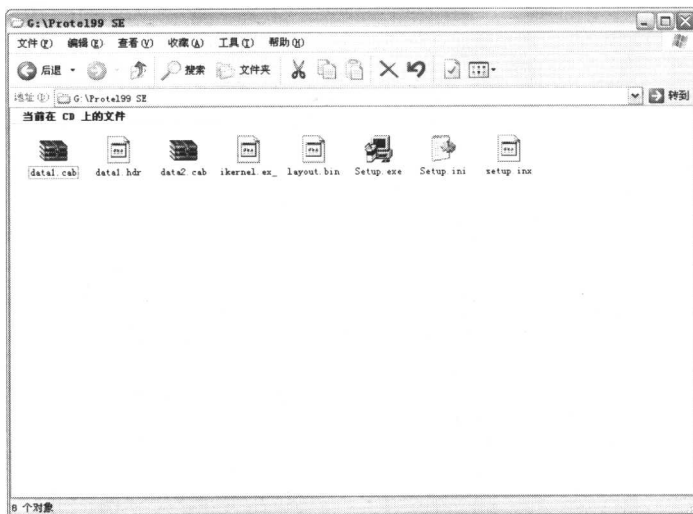 G:\Protel99 SE
文件(F) 编辑(E) 查看(V) 收藏(A) 工具(T) 帮助(H)
后退 搜索 文件夹
地址(D) G:\Protel99 SE 转到
当前在 CD 上的文件
data1.cab data1.hdr data2.cab ikernel.ex_ layout.bin Setup.exe Setup.ini setup.inx
8 个对象